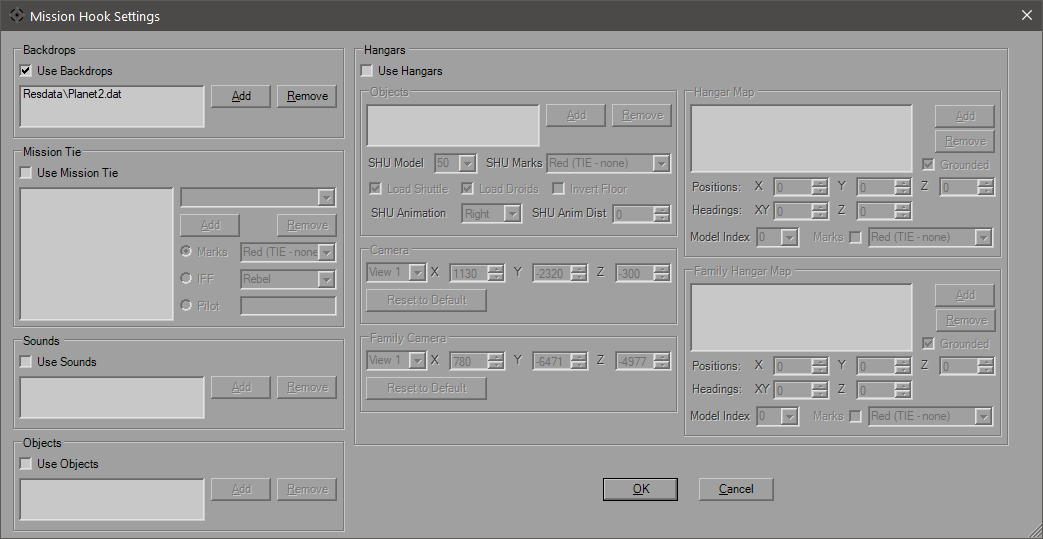 Mission Hook Settings
Backdrops
Use Backdrops
Resdata\Planet2.dat
Add Remove
Mission Tie
Use Mission Tie
Add Remove
Marks Red (TIE - none
IFF Rebel
Pilot
Sounds
Use Sounds
Add Remove
Objects
Use Objects
Add Remove
Hangars
Use Hangars
Objects
Add Remove
SHU Model 50 SHU Marks Red (TIE - none)
Load Shuttle Load Droids Invert Floor
SHU Animation Right SHU Anim Dist 0
Camera
View 1 X 1130 Y -2320 Z -300
Reset to Default
Family Camera
View 1 X 780 Y -6471 Z -4977
Reset to Default
Hangar Map
Add
Remove
Grounded
Positions: X 0 Y 0 Z 0
Headings: XY 0 Z 0
Model Index 0 Marks Red (TIE - none)
Family Hangar Map
Add
Remove
Grounded
Positions: X 0 Y 0 Z 0
Headings: XY 0 Z 0
Model Index 0 Marks Red (TIE - none)
OK Cancel